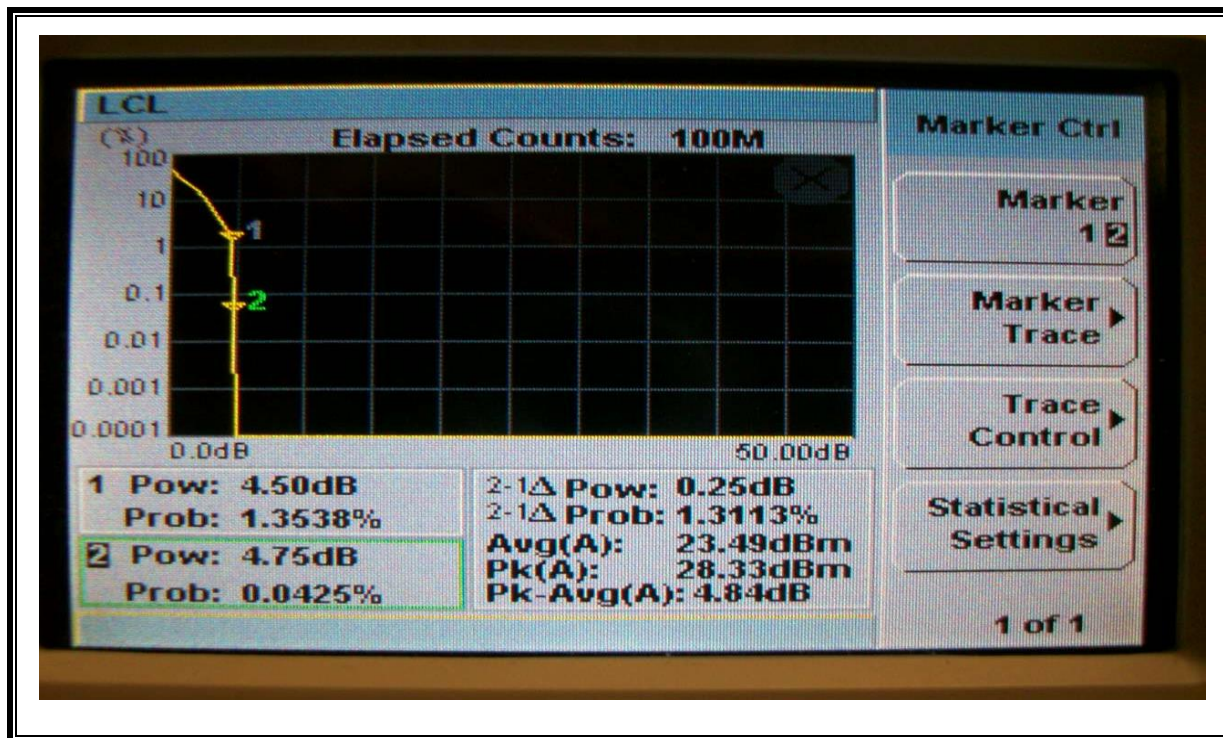 LCL
(%)
Elapsed Counts: 100M
100
10
1
0.1
0.01
0.001
0.0001
1
2
0.0dB
50.00dB
1 Pow: 4.50dB
Prob: 1.3538%
2 Pow: 4.75dB
Prob: 0.0425%
2-1Δ Pow: 0.25dB
2-1Δ Prob: 1.3113%
Avg(A): 23.49dBm
Pk(A): 28.33dBm
Pk-Avg(A): 4.84dB
Marker Ctrl
Marker
1 2
Marker
Trace
Trace
Control
Statistical
Settings
1 of 1